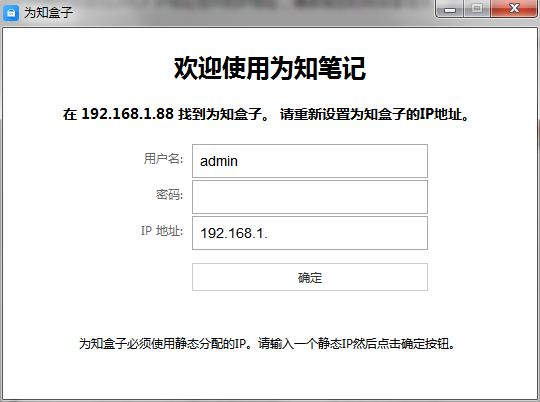 为知盒子
欢迎使用为知笔记
在 192.168.1.88 找到为知盒子。 请重新设置为知盒子的IP地址。
用户名: admin
密码:
IP 地址: 192.168.1.
确定
为知盒子必须使用静态分配的IP。请输入一个静态IP然后点击确定按钮。